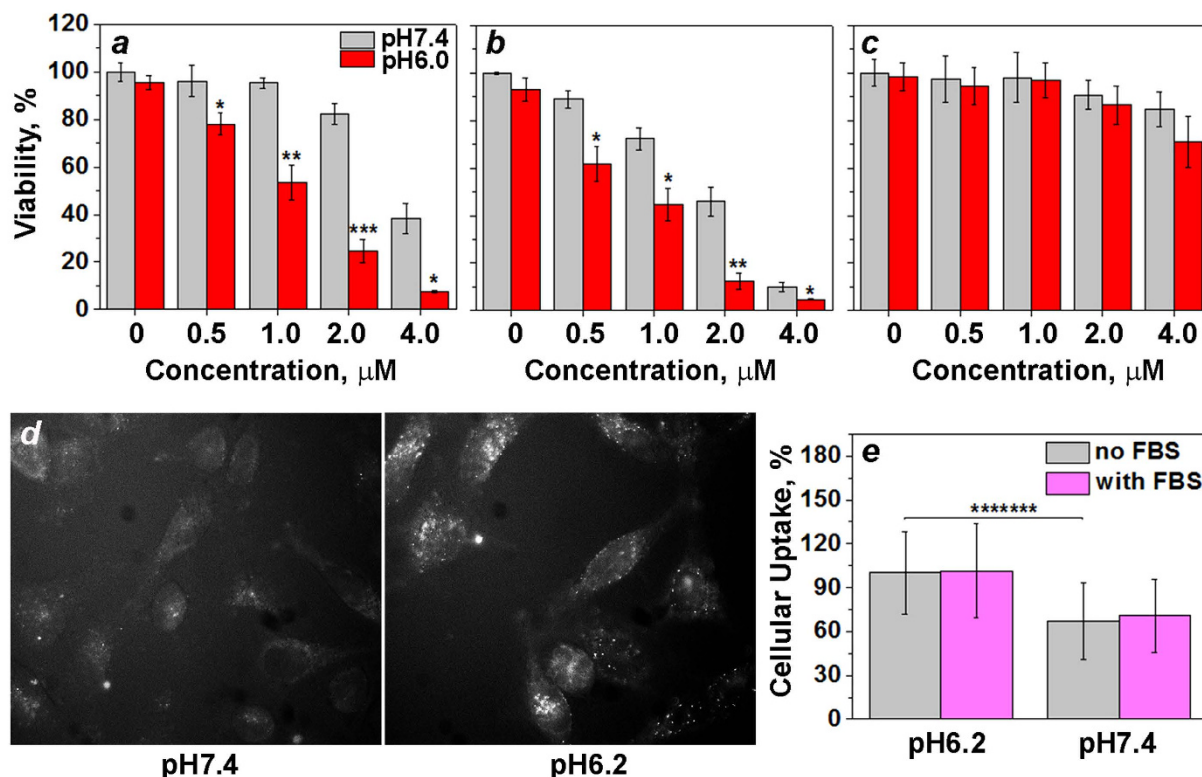 a
pH7.4
pH6.0
b
c
Viability, %
120
100
80
60
40
20
0
*
**
***
*
*
*
**
*
0 0.5 1.0 2.0 4.0
0 0.5 1.0 2.0 4.0
0 0.5 1.0 2.0 4.0
Concentration, μM
Concentration, μM
Concentration, μM
d
pH7.4
pH6.2
e
no FBS
with FBS
*******
Cellular Uptake, %
180
150
120
90
60
30
0
pH6.2 pH7.4